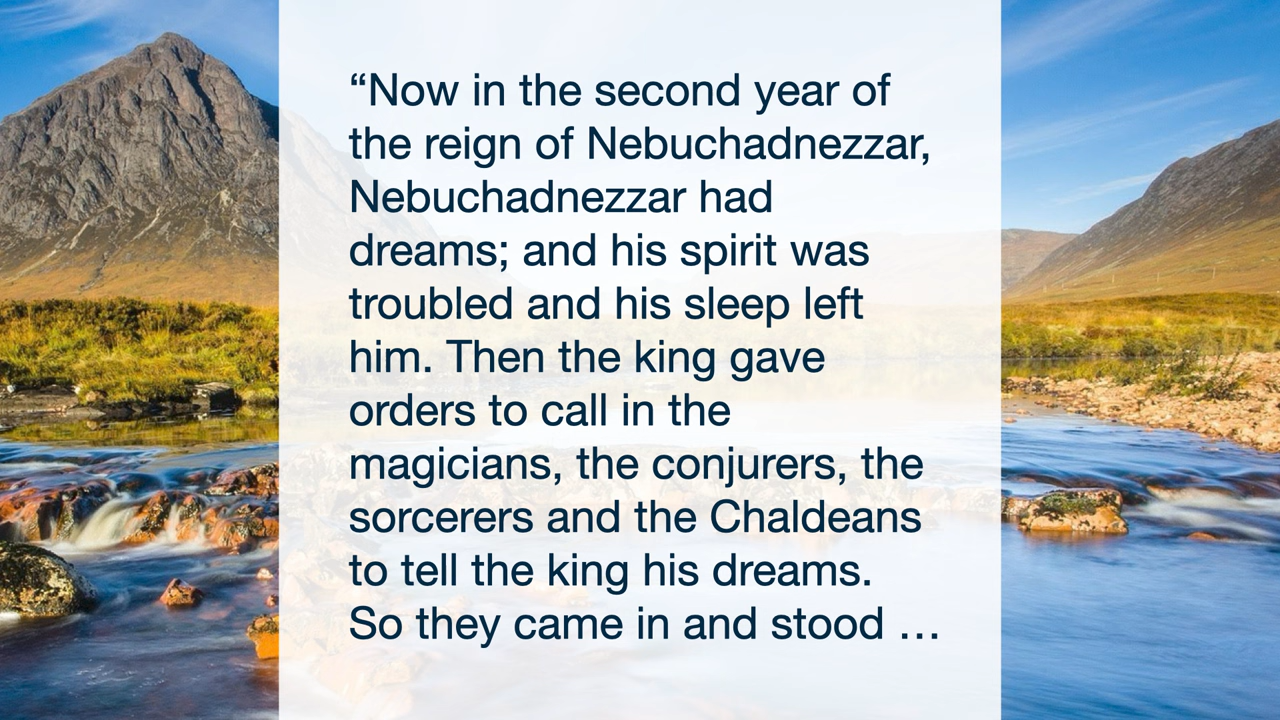 “Now in the second year of
the reign of Nebuchadnezzar,
Nebuchadnezzar had
dreams; and his spirit was
troubled and his sleep left
him. Then the king gave
orders to call in the
magicians, the conjurers, the
sorcerers and the Chaldeans
to tell the king his dreams.
So they came in and stood …